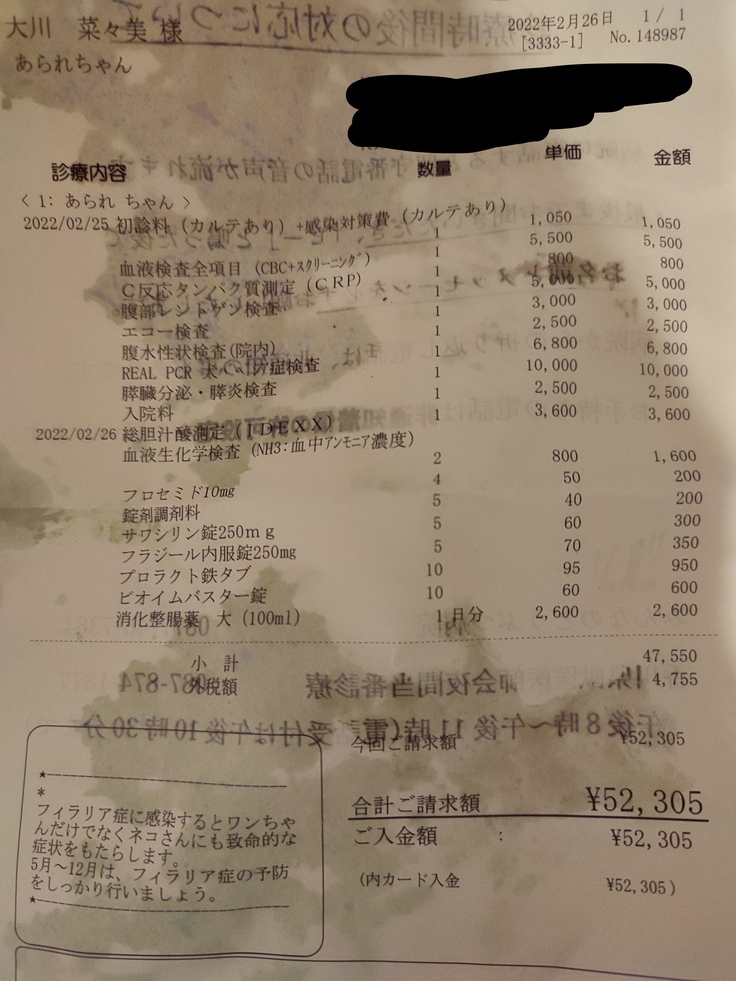 大川 菜々美 様
2022年2月26日 1 / 1
[3333-1] No. 148987
あられちゃん
診療内容 数量 単価 金額
< 1: あられ ちゃん >
2022/02/25 初診料 (カルテあり) +感染対策費 (カルテあり) 1 1,050 1,050
血液検査全項目 (CBC+スクリーニング) 1 5,500 5,500
C反応タンパク質測定 (CRP) 1 800 800
腹部レントゲン検査 1 5,000 5,000
エコー検査 1 3,000 3,000
腹水性状検査(院内) 1 2,500 2,500
REAL PCR 犬バベシア症検査 1 6,800 6,800
膵臓分泌・膵炎検査 1 10,000 10,000
入院料 1 2,500 2,500
2022/02/26 総胆汁酸測定 (IDEXX) 1 3,600 3,600
血液生化学検査 (NH3:血中アンモニア濃度) 2 800 1,600
フロセミド10mg 4 50 200
錠剤調剤料 5 40 200
サワシリン錠250mg 5 60 300
フラジール内服錠250mg 5 70 350
プロラクト鉄タブ 10 95 950
ビオイムバスター錠 10 60 600
消化整腸薬 大 (100ml) 1日分 2,600 2,600
小 計 47,550
外税額 4,755
今回ご請求額 ¥52,305
合計ご請求額 ¥52,305
ご入金額 : ¥52,305
(内カード入金 ¥52,305)
*
フィラリア症に感染するとワンちゃ
んだけでなくネコさんにも致命的な
症状をもたらします。
5月~12月は、フィラリア症の予防
をしっかり行いましょう。